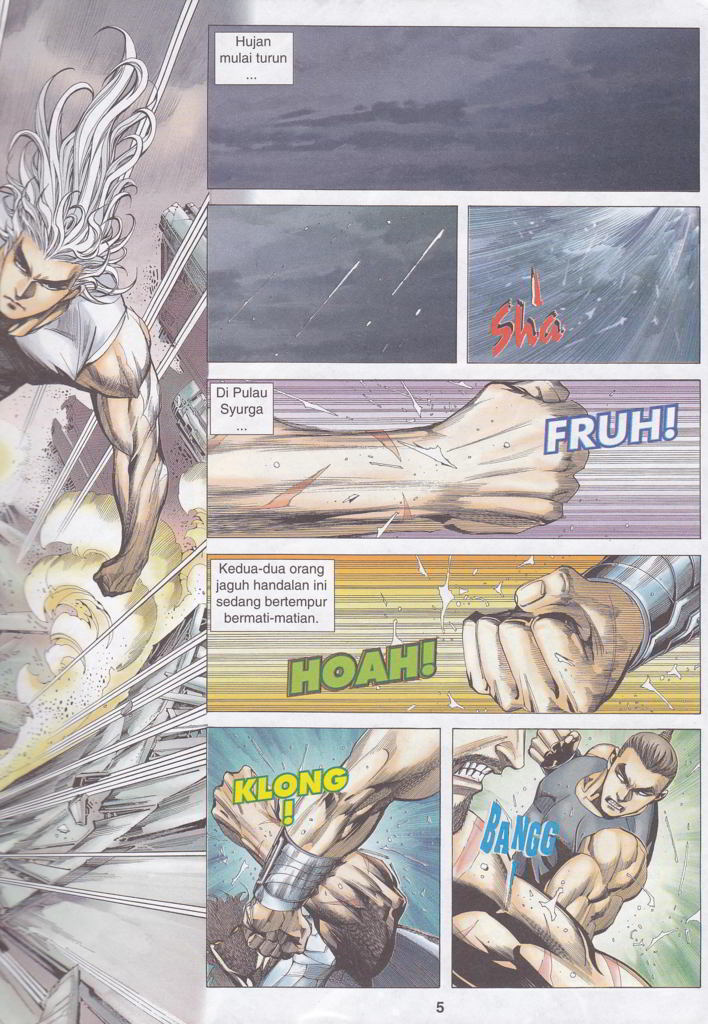 Hujan
mulai turun
...
Sha
!
Di Pulau
Syurga
...
FRUH!
Kedua-dua orang
jaguh handalan ini
sedang bertempur
bermati-matian.
HOAH!
KLONG
!
BANGG
!
5